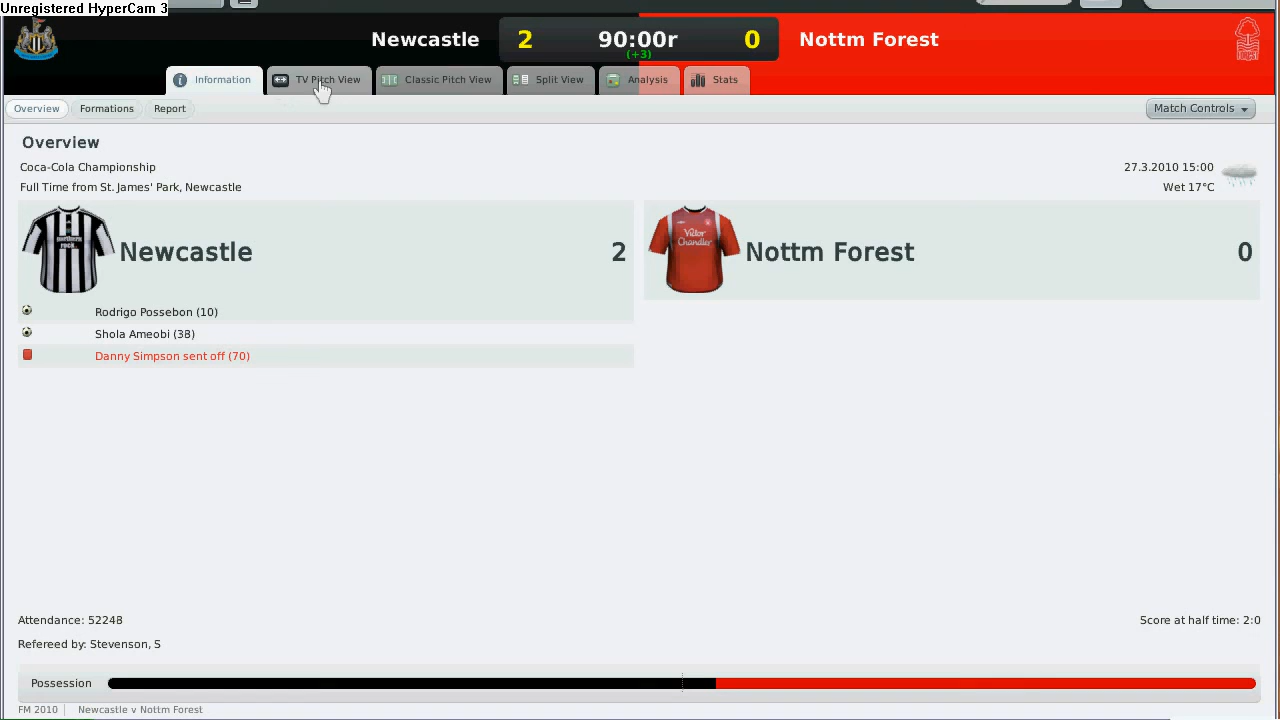 Unregistered HyperCam 3
Newcastle 2 90:00r 0 Nottm Forest
(+3)
Information TV Pitch View Classic Pitch View Split View Analysis Stats
Overview Formations Report Match Controls
Overview
Coca-Cola Championship 27.3.2010 15:00
Full Time from St. James' Park, Newcastle Wet 17°C
northern rock
Victor Chandler
Newcastle 2 Nottm Forest 0
Rodrigo Possebon (10)
Shola Ameobi (38)
Danny Simpson sent off (70)
Attendance: 52248 Score at half time: 2:0
Refereed by: Stevenson, S
Possession
FM 2010 Newcastle v Nottm Forest